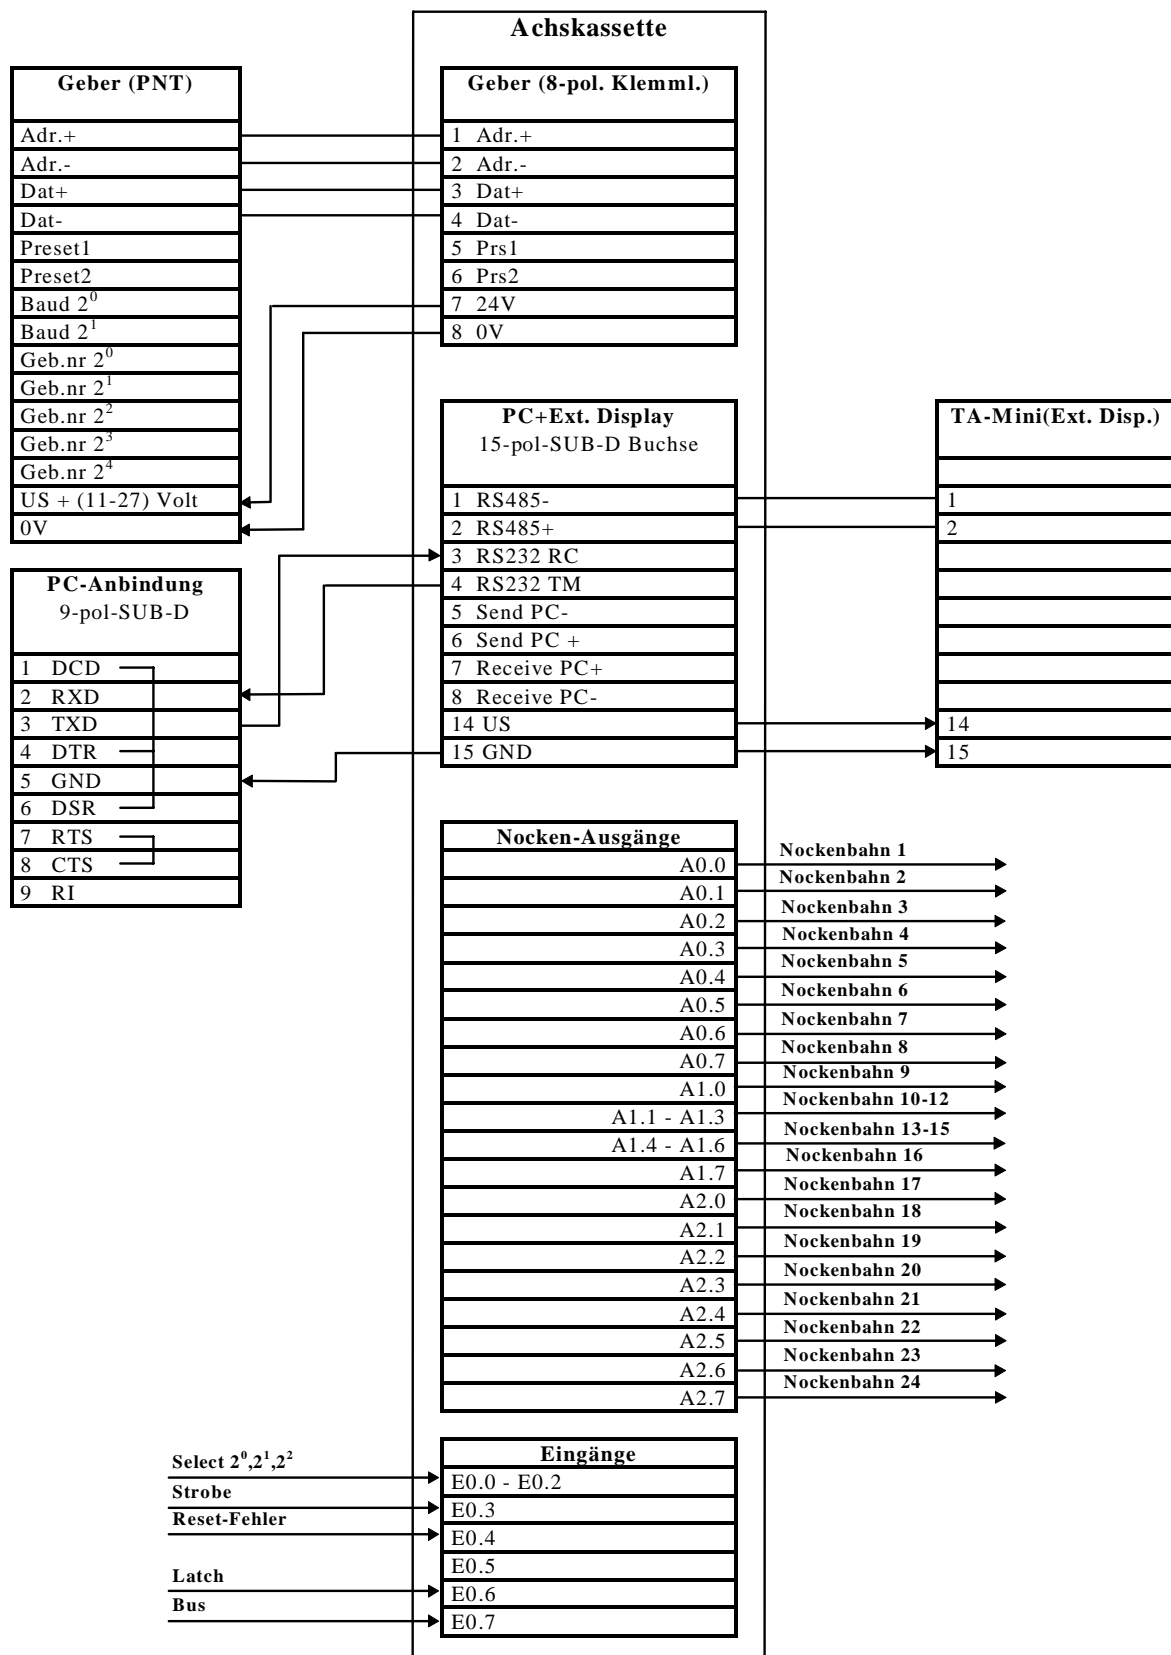 Achskassette
Geber (PNT)
Adr.+
Adr.-
Dat+
Dat-
Preset1
Preset2
Baud 2⁰
Baud 2¹
Geb.nr 2⁰
Geb.nr 2¹
Geb.nr 2²
Geb.nr 2³
Geb.nr 2⁴
US + (11-27) Volt
0V
Geber (8-pol. Klemml.)
1 Adr.+
2 Adr.-
3 Dat+
4 Dat-
5 Prs1
6 Prs2
7 24V
8 0V
PC-Anbindung
9-pol-SUB-D
1 DCD
2 RXD
3 TXD
4 DTR
5 GND
6 DSR
7 RTS
8 CTS
9 RI
PC+Ext. Display
15-pol-SUB-D Buchse
1 RS485-
2 RS485+
3 RS232 RC
4 RS232 TM
5 Send PC-
6 Send PC +
7 Receive PC+
8 Receive PC-
14 US
15 GND
TA-Mini(Ext. Disp.)
1
2
14
15
Nocken-Ausgänge
A0.0 Nockenbahn 1
A0.1 Nockenbahn 2
A0.2 Nockenbahn 3
A0.3 Nockenbahn 4
A0.4 Nockenbahn 5
A0.5 Nockenbahn 6
A0.6 Nockenbahn 7
A0.7 Nockenbahn 8
A1.0 Nockenbahn 9
A1.1 - A1.3 Nockenbahn 10-12
A1.4 - A1.6 Nockenbahn 13-15
A1.7 Nockenbahn 16
A2.0 Nockenbahn 17
A2.1 Nockenbahn 18
A2.2 Nockenbahn 19
A2.3 Nockenbahn 20
A2.4 Nockenbahn 21
A2.5 Nockenbahn 22
A2.6 Nockenbahn 23
A2.7 Nockenbahn 24
Eingänge
Select 2⁰,2¹,2² E0.0 - E0.2
Strobe E0.3
Reset-Fehler E0.4
E0.5
Latch E0.6
Bus E0.7